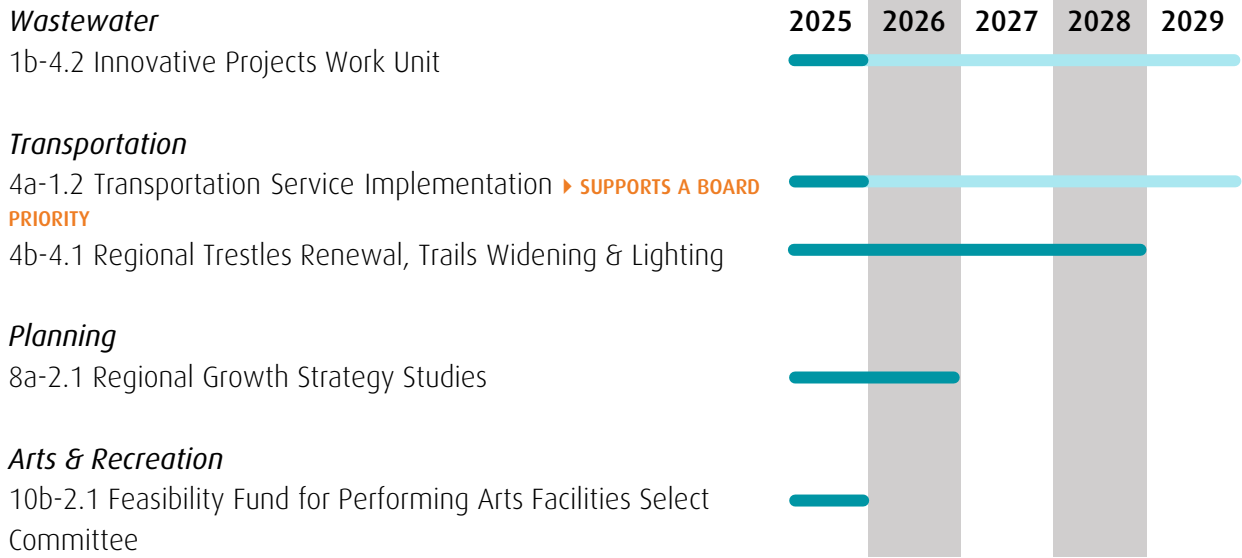 Wastewater 2025 2026 2027 2028 2029
1b-4.2 Innovative Projects Work Unit
Transportation
4a-1.2 Transportation Service Implementation ▸ SUPPORTS A BOARD
PRIORITY
4b-4.1 Regional Trestles Renewal, Trails Widening & Lighting
Planning
8a-2.1 Regional Growth Strategy Studies
Arts & Recreation
10b-2.1 Feasibility Fund for Performing Arts Facilities Select
Committee